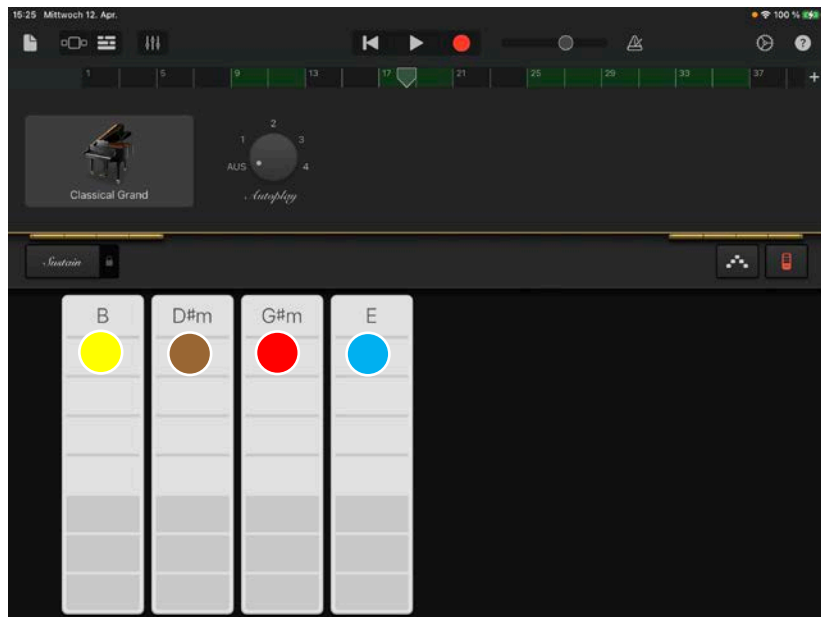 15:25 Mittwoch 12. Apr.
100 %
?
1 5 9 13 17 21 25 29 33 37 +
2
1 3
AUS 4
Classical Grand
Autoplay
Sustain
B D#m G#m E